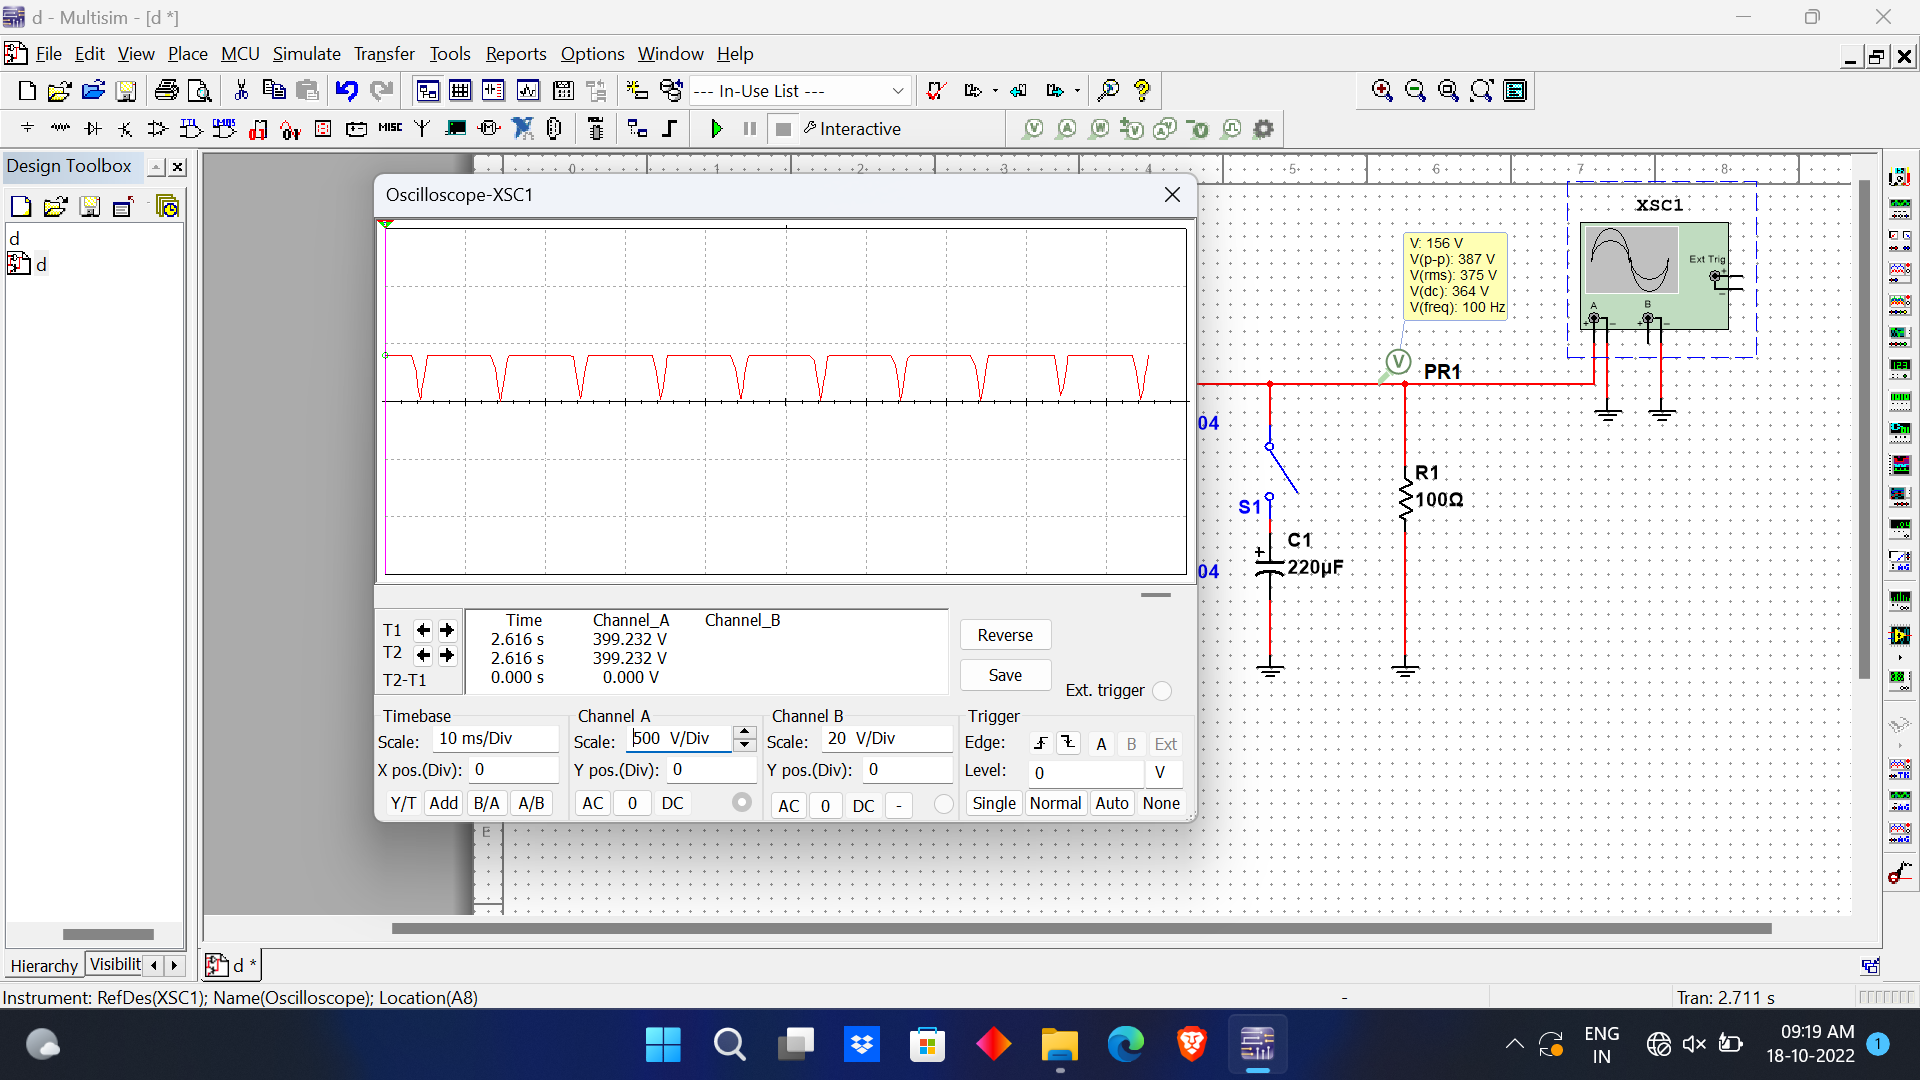 d - Multisim - [d *]
File Edit View Place MCU Simulate Transfer Tools Reports Options Window Help
--- In-Use List ---
MISC
Interactive
Design Toolbox
d
d
0 1 2 3 4 5 6 7 8
Oscilloscope-XSC1
XSC1
Ext Trig
A B
V: 156 V
V(p-p): 387 V
V(rms): 375 V
V(dc): 364 V
V(freq): 100 Hz
V
PR1
04
R1
100Ω
S1
C1
220µF
04
Time Channel_A Channel_B
T1 2.616 s 399.232 V
T2 2.616 s 399.232 V
T2-T1 0.000 s 0.000 V
Reverse
Save
Ext. trigger
Timebase
Scale: 10 ms/Div
X pos.(Div): 0
Y/T Add B/A A/B
Channel A
Scale: 500 V/Div
Y pos.(Div): 0
AC 0 DC
Channel B
Scale: 20 V/Div
Y pos.(Div): 0
AC 0 DC -
Trigger
Edge: A B Ext
Level: 0 V
Single Normal Auto None
E
Hierarchy Visibilit
d *
Instrument: RefDes(XSC1); Name(Oscilloscope); Location(A8)
-
Tran: 2.711 s
ENG
IN
09:19 AM
18-10-2022
1